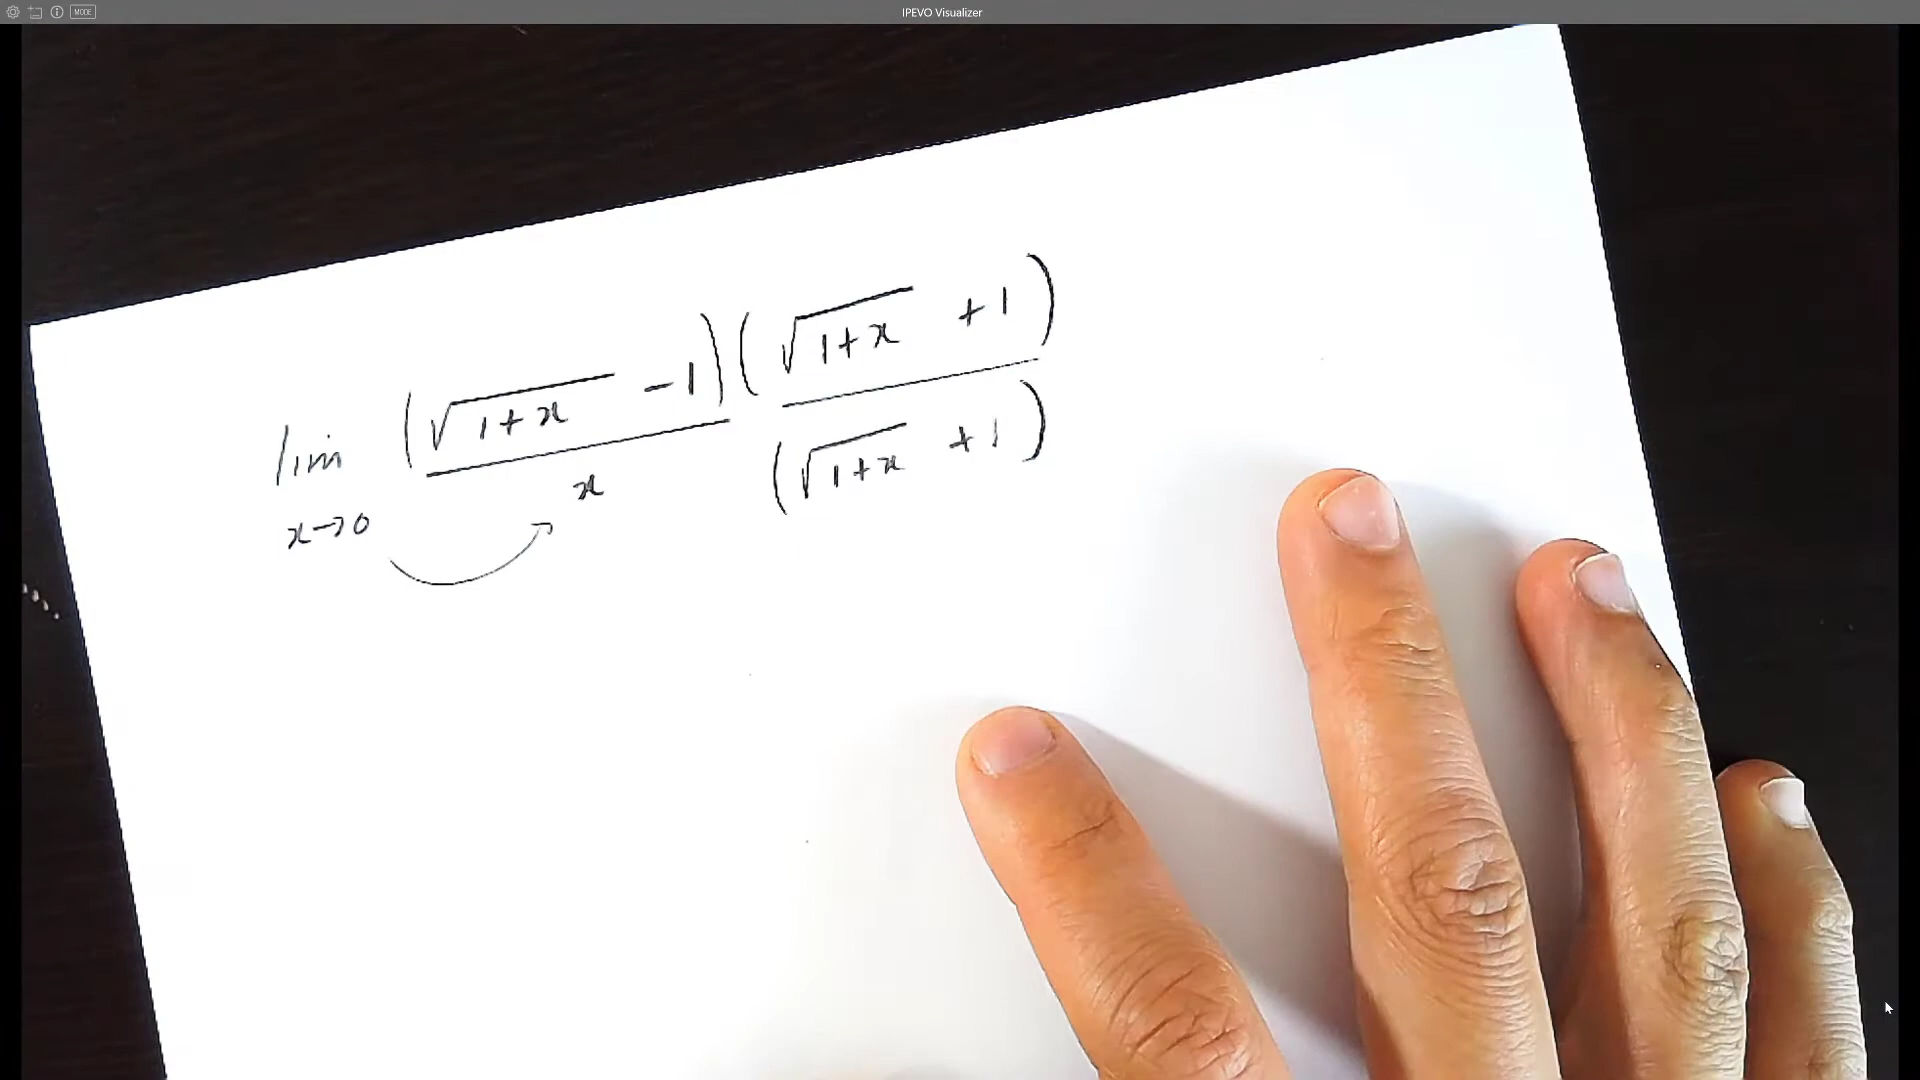 MODE
IPEVO Visualizer
lim x→0 (√(1+x) -1)/x (√(1+x) +1)/(√(1+x) +1)